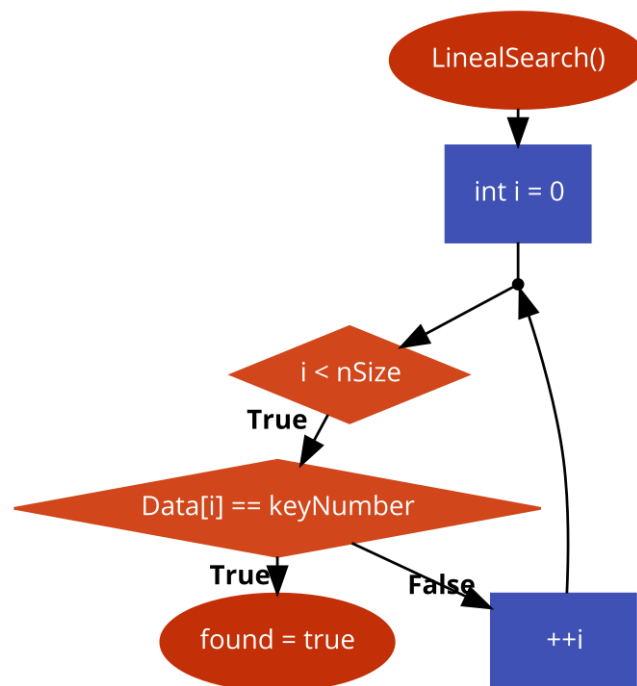 LinealSearch()
int i = 0
i < nSize
True
Data[i] == keyNumber
True
False
found = true
++i